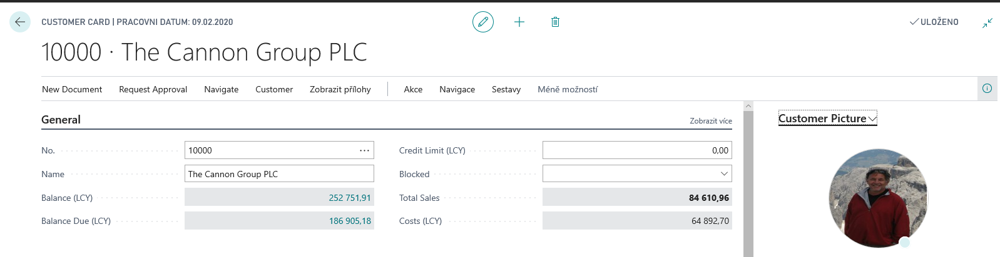 CUSTOMER CARD | PRACOVNI DATUM: 09.02.2020
ULOŽENO
10000 · The Cannon Group PLC
New Document Request Approval Navigate Customer Zobrazit přílohy Akce Navigace Sestavy Méně možností
General Zobrazit více
Customer Picture
No. 10000 Credit Limit (LCY) 0,00
Name The Cannon Group PLC Blocked
Balance (LCY) 252 751,91 Total Sales 84 610,96
Balance Due (LCY) 186 905,18 Costs (LCY) 64 892,70